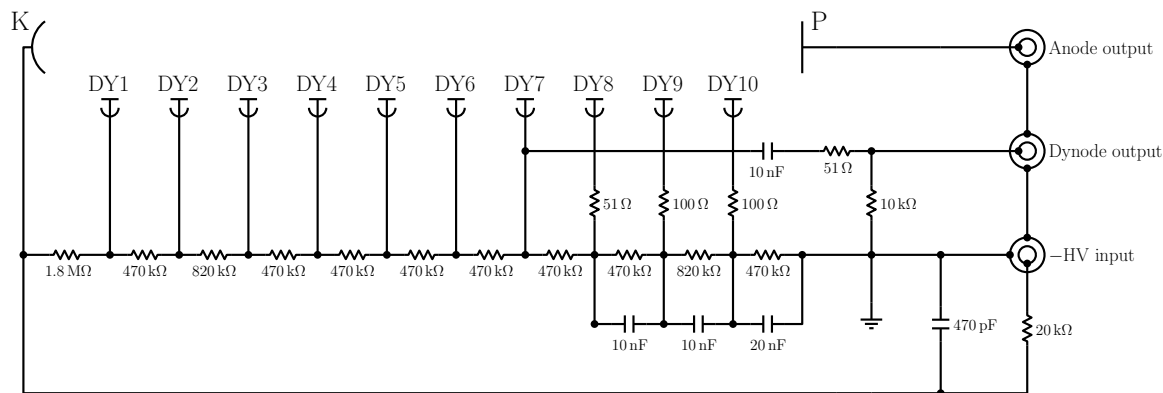 K
P
Anode output
DY1 DY2 DY3 DY4 DY5 DY6 DY7 DY8 DY9 DY10
Dynode output
10 nF 51 Ω
51 Ω 100 Ω 100 Ω 10 kΩ
−HV input
1.8 MΩ 470 kΩ 820 kΩ 470 kΩ 470 kΩ 470 kΩ 470 kΩ 470 kΩ 470 kΩ 820 kΩ 470 kΩ
470 pF 20 kΩ
10 nF 10 nF 20 nF